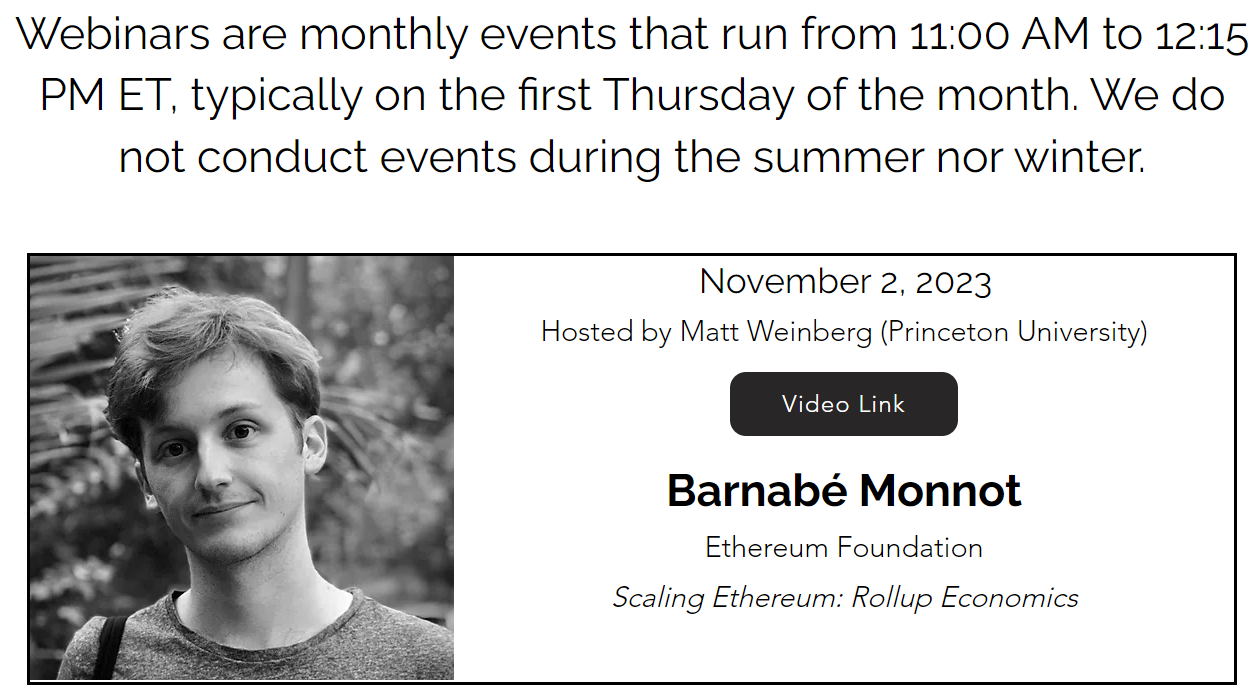 Webinars are monthly events that run from 11:00 AM to 12:15
PM ET, typically on the first Thursday of the month. We do
not conduct events during the summer nor winter.
November 2, 2023
Hosted by Matt Weinberg (Princeton University)
Video Link
Barnabé Monnot
Ethereum Foundation
Scaling Ethereum: Rollup Economics